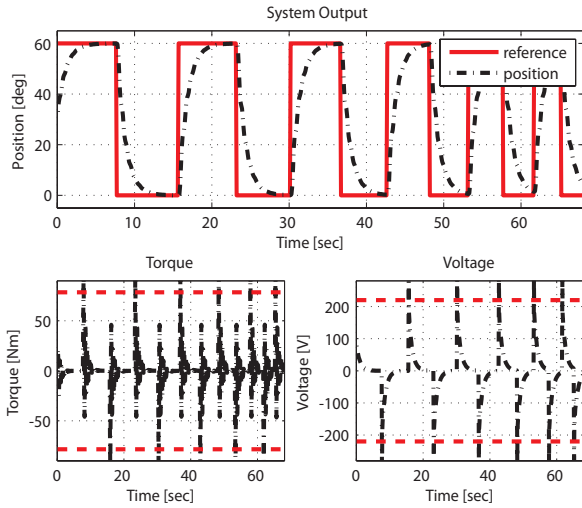 System Output
Position [deg]
60
40
20
0
reference
position
0 10 20 30 40 50 60
Time [sec]
Torque
Torque [Nm]
50
0
-50
0 20 40 60
Time [sec]
Voltage
Voltage [V]
200
100
0
-100
-200
0 20 40 60
Time [sec]